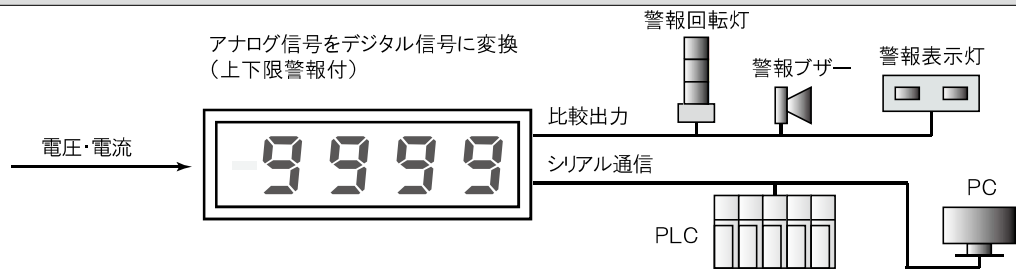 アナログ信号をデジタル信号に変換
（上下限警報付）
電圧・電流
9999
比較出力
シリアル通信
警報回転灯
警報ブザー
警報表示灯
PLC
PC